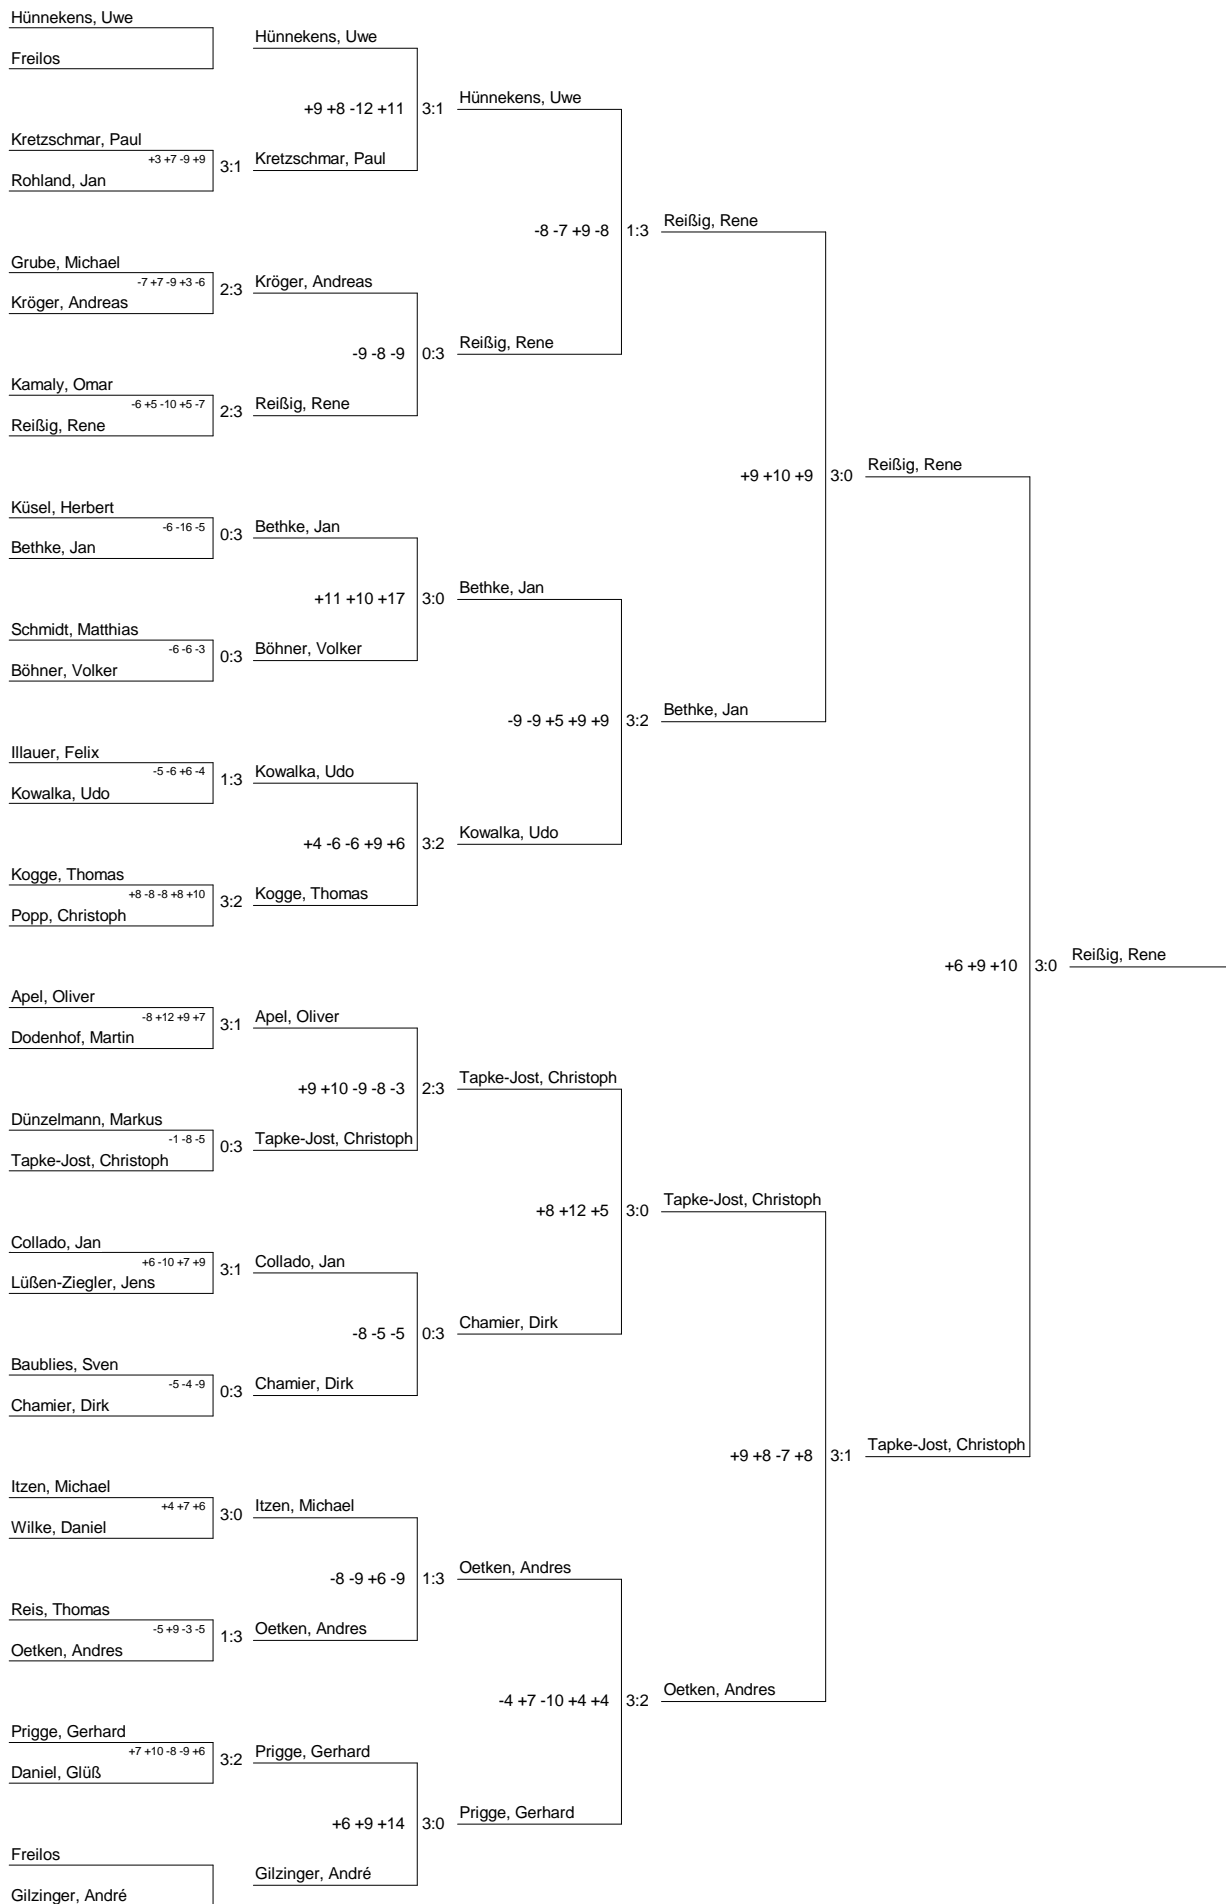 Hünnekens, Uwe
Freilos
Hünnekens, Uwe
+9 +8 -12 +11 3:1 Hünnekens, Uwe
Kretzschmar, Paul
+3 +7 -9 +9 3:1 Kretzschmar, Paul
Rohland, Jan
-8 -7 +9 -8 1:3 Reißig, Rene
Grube, Michael
-7 +7 -9 +3 -6 2:3 Kröger, Andreas
Kröger, Andreas
-9 -8 -9 0:3 Reißig, Rene
Kamaly, Omar
-6 +5 -10 +5 -7 2:3 Reißig, Rene
Reißig, Rene
+9 +10 +9 3:0 Reißig, Rene
Küsel, Herbert
-6 -16 -5 0:3 Bethke, Jan
Bethke, Jan
+11 +10 +17 3:0 Bethke, Jan
Schmidt, Matthias
-6 -6 -3 0:3 Böhner, Volker
Böhner, Volker
-9 -9 +5 +9 +9 3:2 Bethke, Jan
Illauer, Felix
-5 -6 +6 -4 1:3 Kowalka, Udo
Kowalka, Udo
+4 -6 -6 +9 +6 3:2 Kowalka, Udo
Kogge, Thomas
+8 -8 -8 +8 +10 3:2 Kogge, Thomas
Popp, Christoph
+6 +9 +10 3:0 Reißig, Rene
Apel, Oliver
-8 +12 +9 +7 3:1 Apel, Oliver
Dodenhof, Martin
+9 +10 -9 -8 -3 2:3 Tapke-Jost, Christoph
Dünzelmann, Markus
-1 -8 -5 0:3 Tapke-Jost, Christoph
Tapke-Jost, Christoph
+8 +12 +5 3:0 Tapke-Jost, Christoph
Collado, Jan
+6 -10 +7 +9 3:1 Collado, Jan
Lüßen-Ziegler, Jens
-8 -5 -5 0:3 Chamier, Dirk
Baublies, Sven
-5 -4 -9 0:3 Chamier, Dirk
Chamier, Dirk
+9 +8 -7 +8 3:1 Tapke-Jost, Christoph
Itzen, Michael
+4 +7 +6 3:0 Itzen, Michael
Wilke, Daniel
-8 -9 +6 -9 1:3 Oetken, Andres
Reis, Thomas
-5 +9 -3 -5 1:3 Oetken, Andres
Oetken, Andres
-4 +7 -10 +4 +4 3:2 Oetken, Andres
Prigge, Gerhard
+7 +10 -8 -9 +6 3:2 Prigge, Gerhard
Daniel, Glüß
+6 +9 +14 3:0 Prigge, Gerhard
Freilos
Gilzinger, André
Gilzinger, André